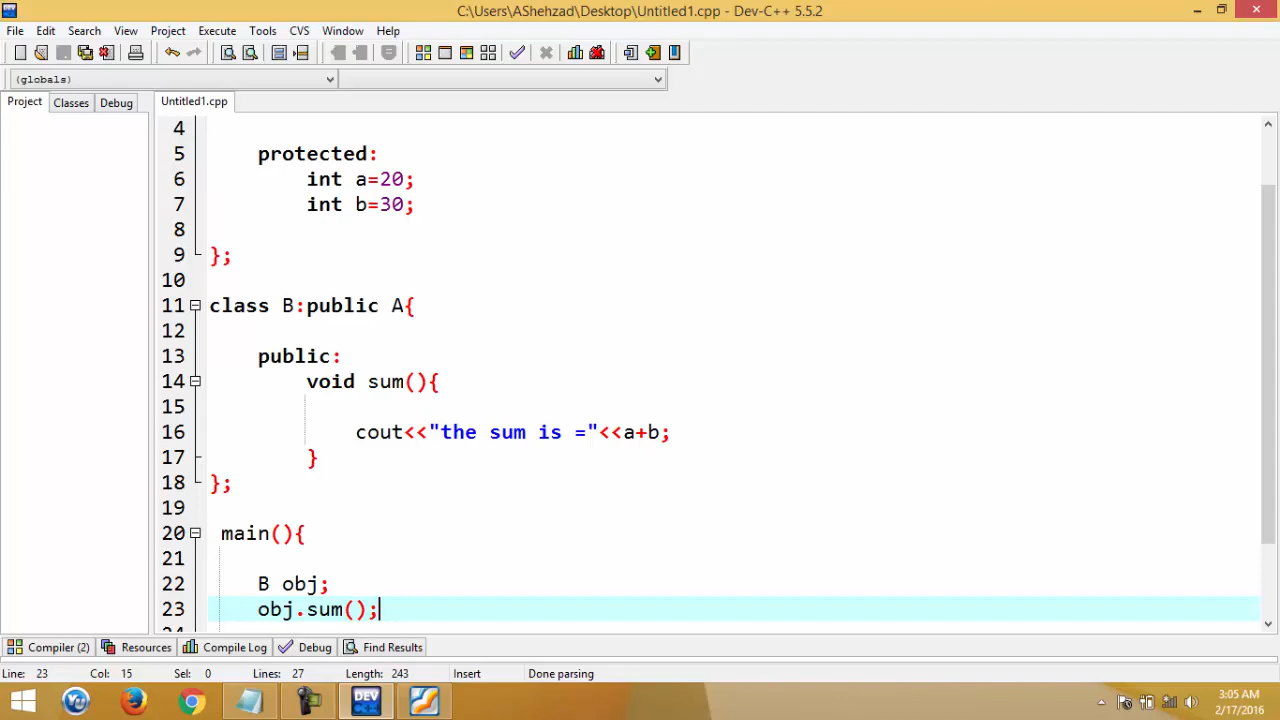 C:\Users\AShehzad\Desktop\Untitled1.cpp - Dev-C++ 5.5.2
File Edit Search View Project Execute Tools CVS Window Help
(globals)
Project Classes Debug Untitled1.cpp
4
5 protected:
6 int a=20;
7 int b=30;
8
9 };
10
11 class B:public A{
12
13 public:
14 void sum(){
15
16 cout<<"the sum is ="<<a+b;
17 }
18 };
19
20 main(){
21
22 B obj;
23 obj.sum();
Compiler (2) Resources Compile Log Debug Find Results
Line: 23 Col: 15 Sel: 0 Lines: 27 Length: 243 Insert Done parsing
DEV
3:05 AM
2/17/2016